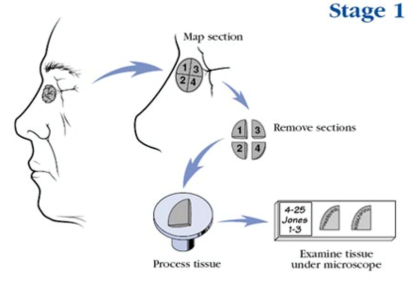 Stage 1
Map section
1 3
2 4
1 3
2 4
Remove sections
Process tissue
4-25
Jones
1-3
Examine tissue
under microscope